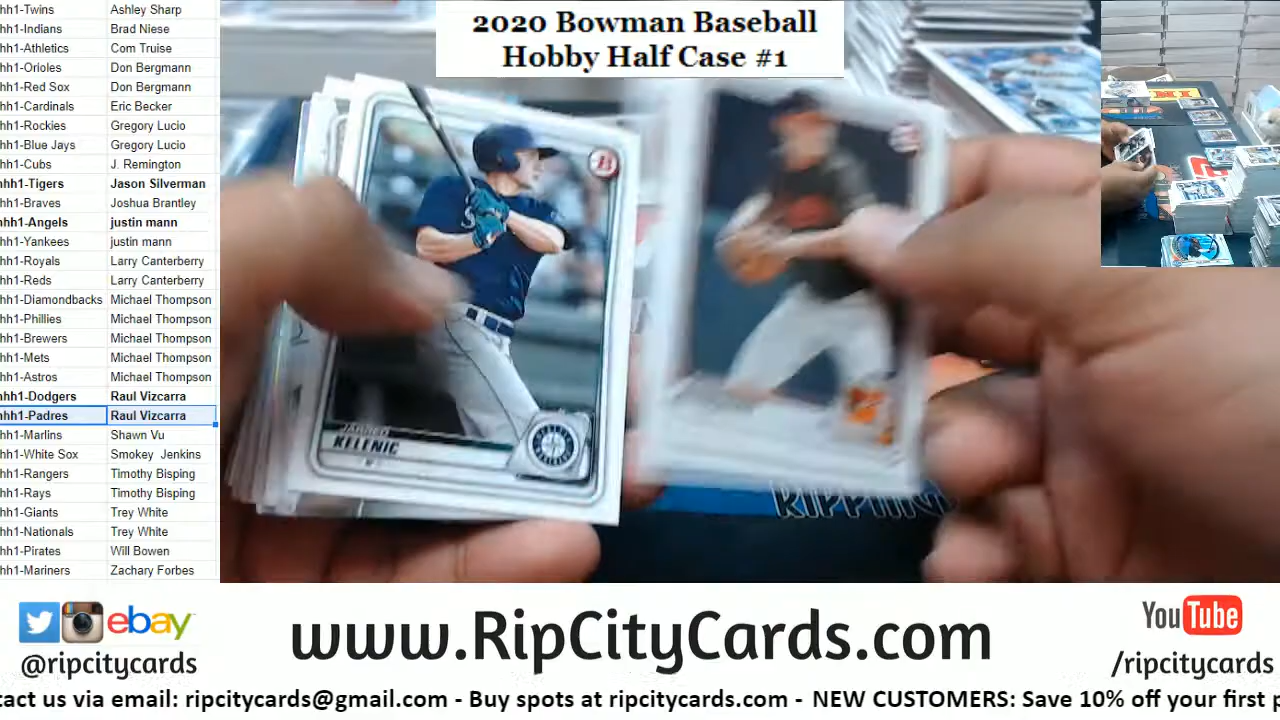 2020 Bowman Baseball
Hobby Half Case #1
hh1-Twins Ashley Sharp
hh1-Indians Brad Niese
hh1-Athletics Com Truise
hh1-Orioles Don Bergmann
hh1-Red Sox Don Bergmann
hh1-Cardinals Eric Becker
hh1-Rockies Gregory Lucio
hh1-Blue Jays Gregory Lucio
hh1-Cubs J. Remington
hh1-Tigers Jason Silverman
hh1-Braves Joshua Brantley
hh1-Angels justin mann
hh1-Yankees justin mann
hh1-Royals Larry Canterberry
hh1-Reds Larry Canterberry
hh1-Diamondbacks Michael Thompson
hh1-Phillies Michael Thompson
hh1-Brewers Michael Thompson
hh1-Mets Michael Thompson
hh1-Astros Michael Thompson
hh1-Dodgers Raul Vizcarra
hh1-Padres Raul Vizcarra
hh1-Marlins Shawn Vu
hh1-White Sox Smokey Jenkins
hh1-Rangers Timothy Bisping
hh1-Rays Timothy Bisping
hh1-Giants Trey White
hh1-Nationals Trey White
hh1-Pirates Will Bowen
hh1-Mariners Zachary Forbes
JARRED
KELENIC
RIPPING
ebay
@ripcitycards
www.RipCityCards.com
YouTube
/ripcitycards
tact us via email: ripcitycards@gmail.com - Buy spots at ripcitycards.com - NEW CUSTOMERS: Save 10% off your first p